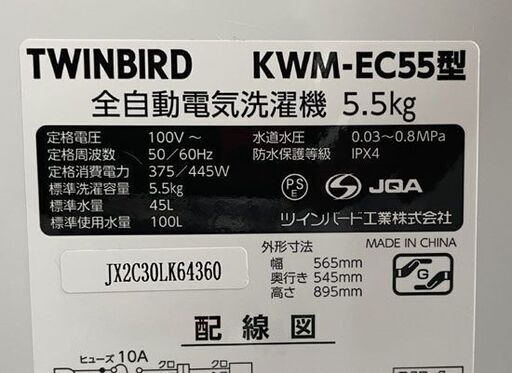 TWINBIRD KWM-EC55型
全自動電気洗濯機 5.5kg
定格電圧 100V～ 水道水圧 0.03～0.8MPa
定格周波数 50/60Hz 防水保護等級 IPX4
定格消費電力 375/445W
標準洗濯容量 5.5kg
標準水量 45L
標準使用水量 100L
PSE JQA
ツインバード工業株式会社
外形寸法 MADE IN CHINA
幅 565mm
奥行き 545mm
高さ 895mm
G
JX2C30LK64360
配線図
ヒューズ 10A クロ クロ